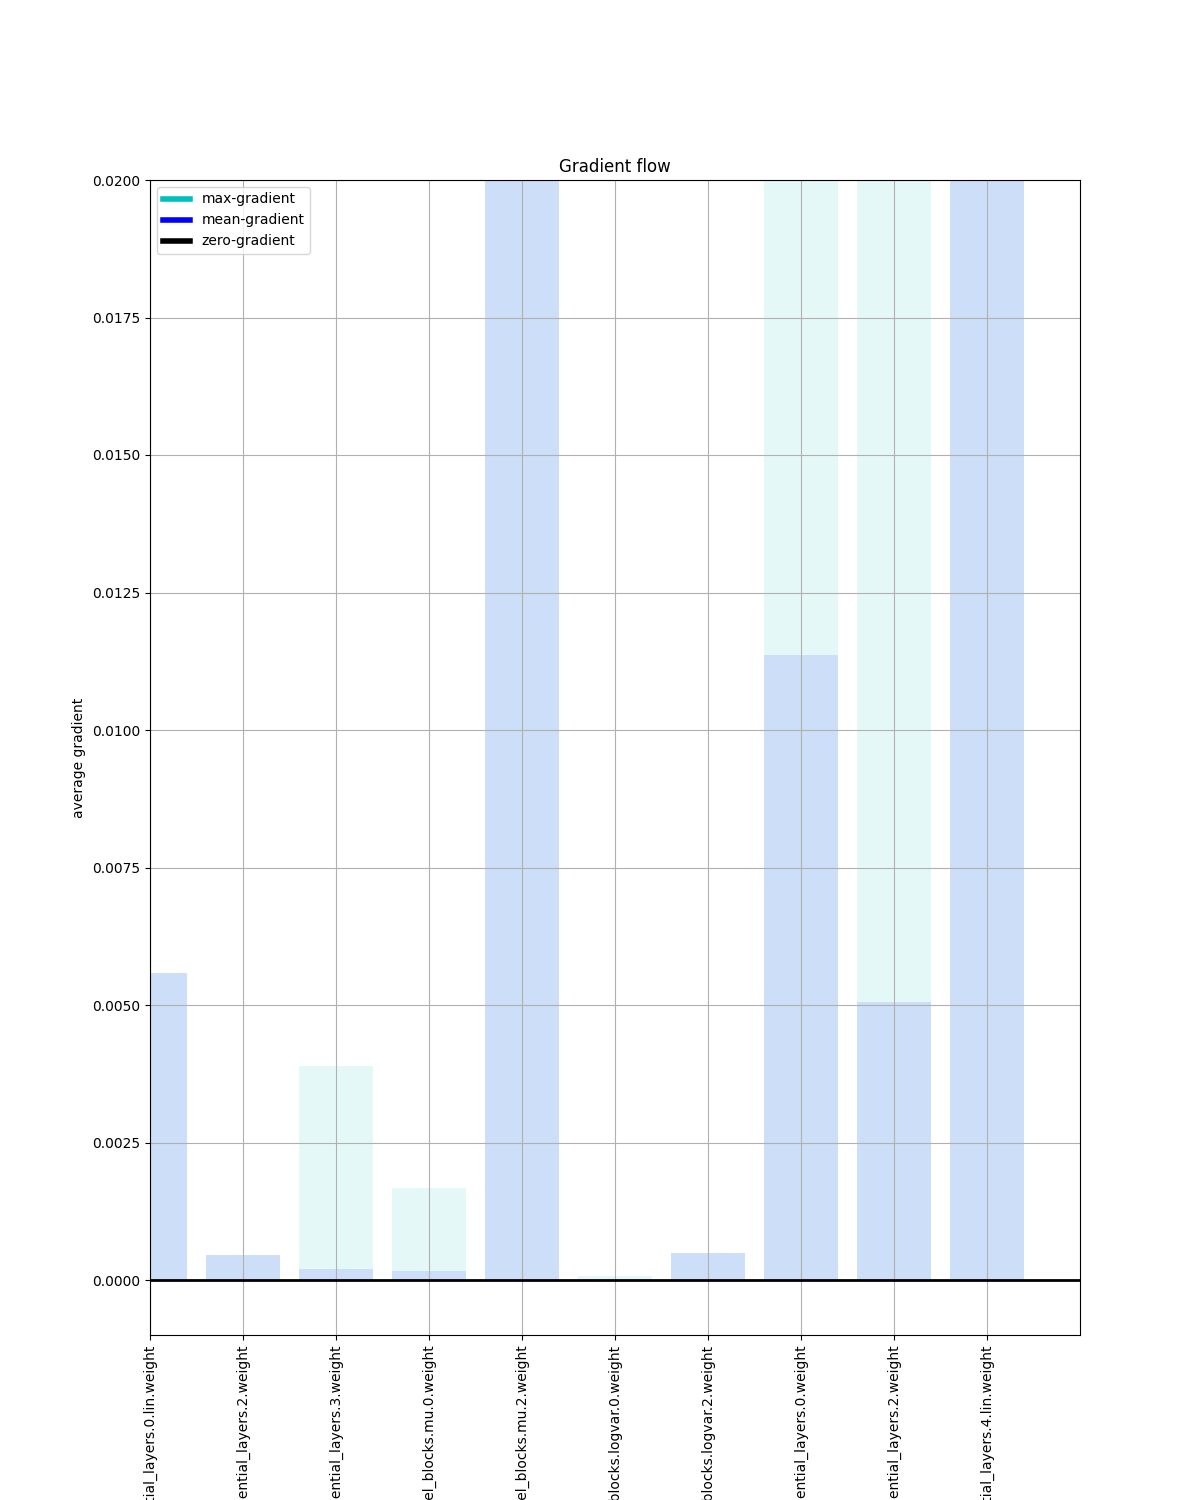 Gradient flow
max-gradient
mean-gradient
zero-gradient
0.0200
0.0175
0.0150
0.0125
0.0100
0.0075
0.0050
0.0025
0.0000
average gradient
tial_layers.0.lin.weight
ential_layers.2.weight
ential_layers.3.weight
el_blocks.mu.0.weight
el_blocks.mu.2.weight
blocks.logvar.0.weight
blocks.logvar.2.weight
ential_layers.0.weight
ential_layers.2.weight
tial_layers.4.lin.weight